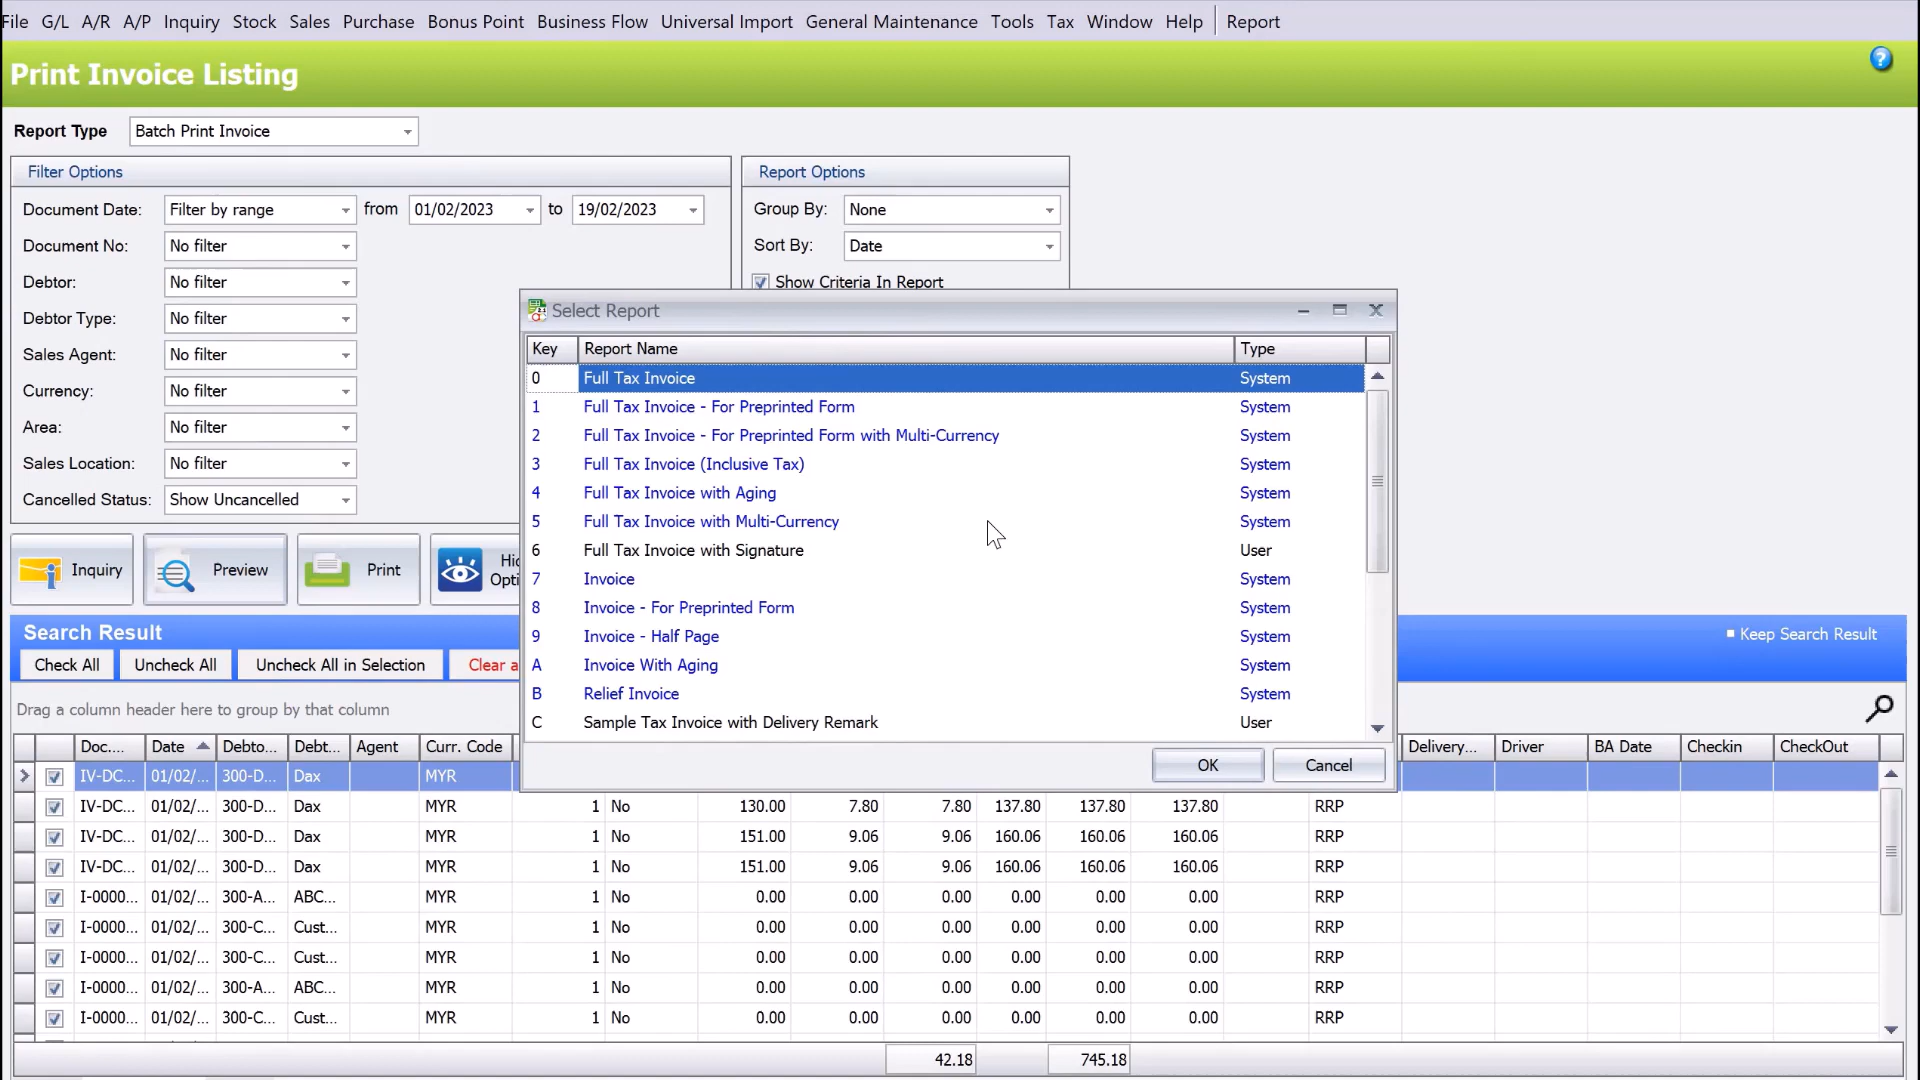 File G/L A/R A/P Inquiry Stock Sales Purchase Bonus Point Business Flow Universal Import General Maintenance Tools Tax Window Help Report
Print Invoice Listing
Report Type Batch Print Invoice
Filter Options
Document Date: Filter by range from 01/02/2023 to 19/02/2023
Document No: No filter
Debtor: No filter
Debtor Type: No filter
Sales Agent: No filter
Currency: No filter
Area: No filter
Sales Location: No filter
Cancelled Status: Show Uncancelled
Report Options
Group By: None
Sort By: Date
Show Criteria In Report
Select Report
Key Report Name Type
0 Full Tax Invoice System
1 Full Tax Invoice - For Preprinted Form System
2 Full Tax Invoice - For Preprinted Form with Multi-Currency System
3 Full Tax Invoice (Inclusive Tax) System
4 Full Tax Invoice with Aging System
5 Full Tax Invoice with Multi-Currency System
6 Full Tax Invoice with Signature User
7 Invoice System
8 Invoice - For Preprinted Form System
9 Invoice - Half Page System
A Invoice With Aging System
B Relief Invoice System
C Sample Tax Invoice with Delivery Remark User
OK Cancel
Inquiry Preview Print
Search Result Keep Search Result
Check All Uncheck All Uncheck All in Selection Clear
Drag a column header here to group by that column
Doc.... Date Debto... Debt... Agent Curr. Code Delivery... Driver BA Date Checkin CheckOut
IV-DC... 01/02/... 300-D... Dax MYR
IV-DC... 01/02/... 300-D... Dax MYR 1 No 130.00 7.80 7.80 137.80 137.80 137.80 RRP
IV-DC... 01/02/... 300-D... Dax MYR 1 No 151.00 9.06 9.06 160.06 160.06 160.06 RRP
IV-DC... 01/02/... 300-D... Dax MYR 1 No 151.00 9.06 9.06 160.06 160.06 160.06 RRP
I-0000... 01/02/... 300-A... ABC... MYR 1 No 0.00 0.00 0.00 0.00 0.00 0.00 RRP
I-0000... 01/02/... 300-C... Cust... MYR 1 No 0.00 0.00 0.00 0.00 0.00 0.00 RRP
I-0000... 01/02/... 300-C... Cust... MYR 1 No 0.00 0.00 0.00 0.00 0.00 0.00 RRP
I-0000... 01/02/... 300-A... ABC... MYR 1 No 0.00 0.00 0.00 0.00 0.00 0.00 RRP
I-0000... 01/02/... 300-C... Cust... MYR 1 No 0.00 0.00 0.00 0.00 0.00 0.00 RRP
42.18 745.18